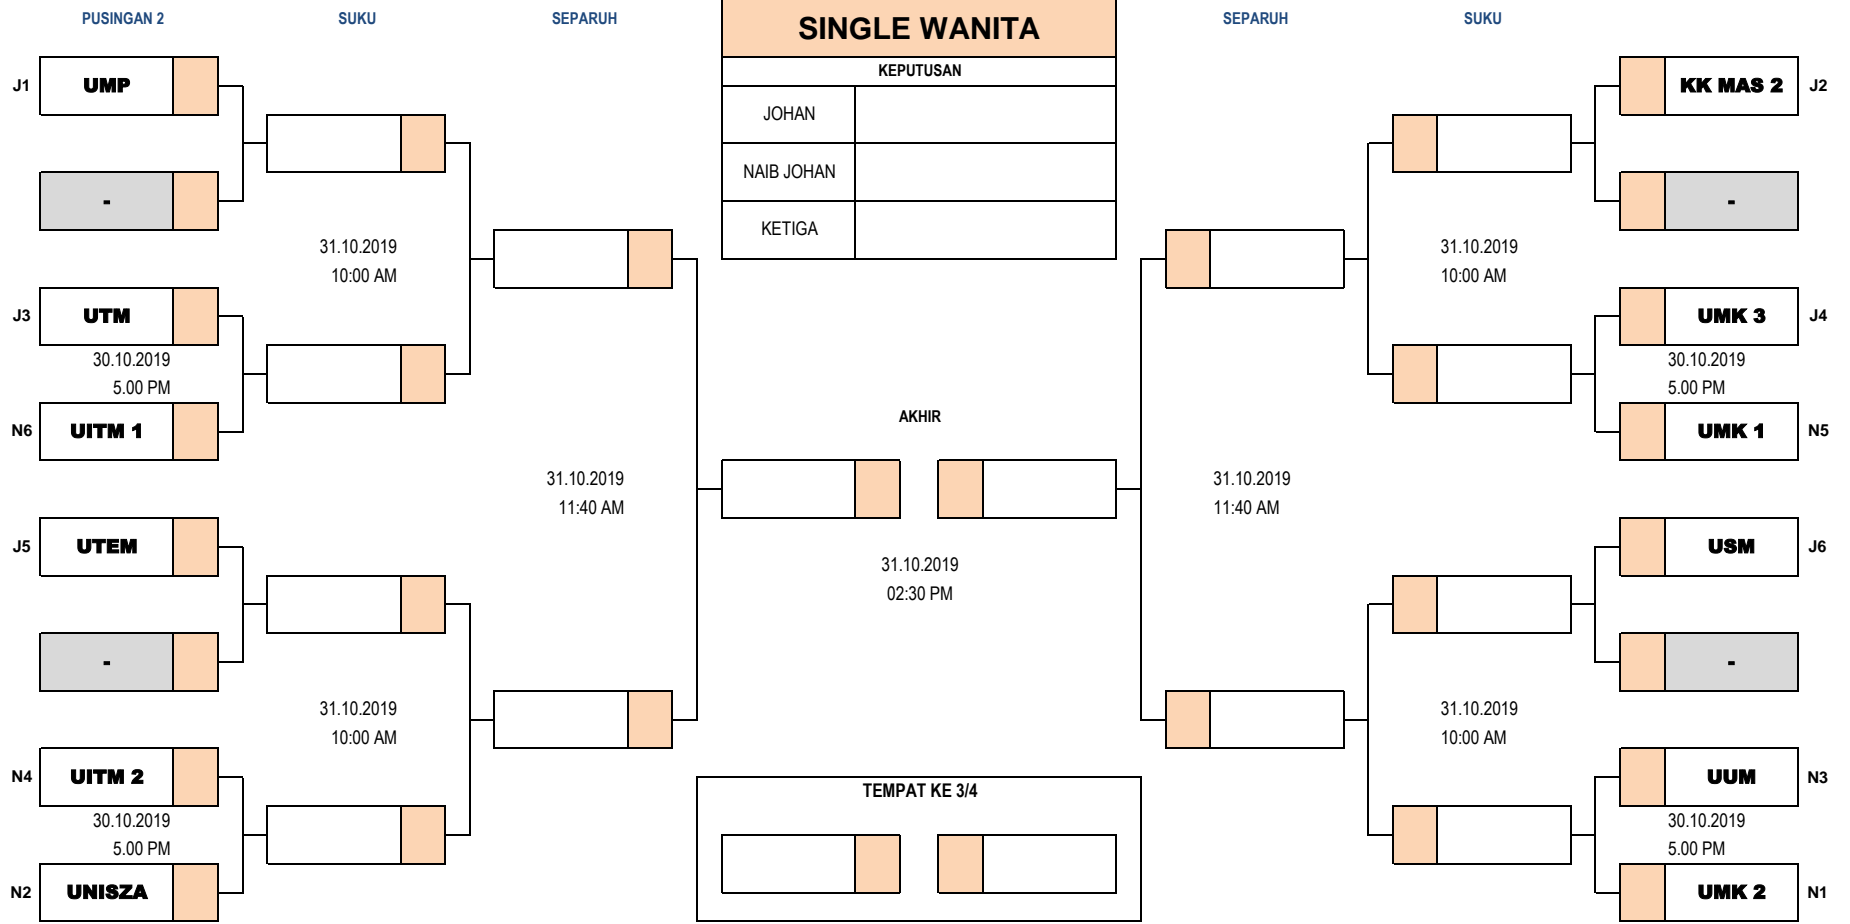 PUSINGAN 2 SUKU SEPARUH SINGLE WANITA SEPARUH SUKU
KEPUTUSAN
J1 UMP KK MAS 2 J2
JOHAN
NAIB JOHAN
- -
KETIGA
31.10.2019 31.10.2019
10:00 AM 10:00 AM
J3 UTM UMK 3 J4
30.10.2019 30.10.2019
5.00 PM 5.00 PM
AKHIR
N6 UITM 1 UMK 1 N5
31.10.2019 31.10.2019
11:40 AM 11:40 AM
J5 UTEM USM J6
31.10.2019
02:30 PM
- -
31.10.2019 31.10.2019
10:00 AM 10:00 AM
N4 UITM 2 UUM N3
TEMPAT KE 3/4
30.10.2019 30.10.2019
5.00 PM 5.00 PM
N2 UNISZA UMK 2 N1